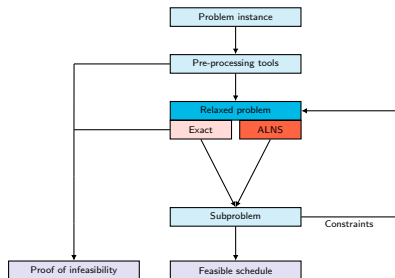 Problem instance
Pre-processing tools
Relaxed problem
Exact
ALNS
Subproblem
Constraints
Proof of infeasibility
Feasible schedule